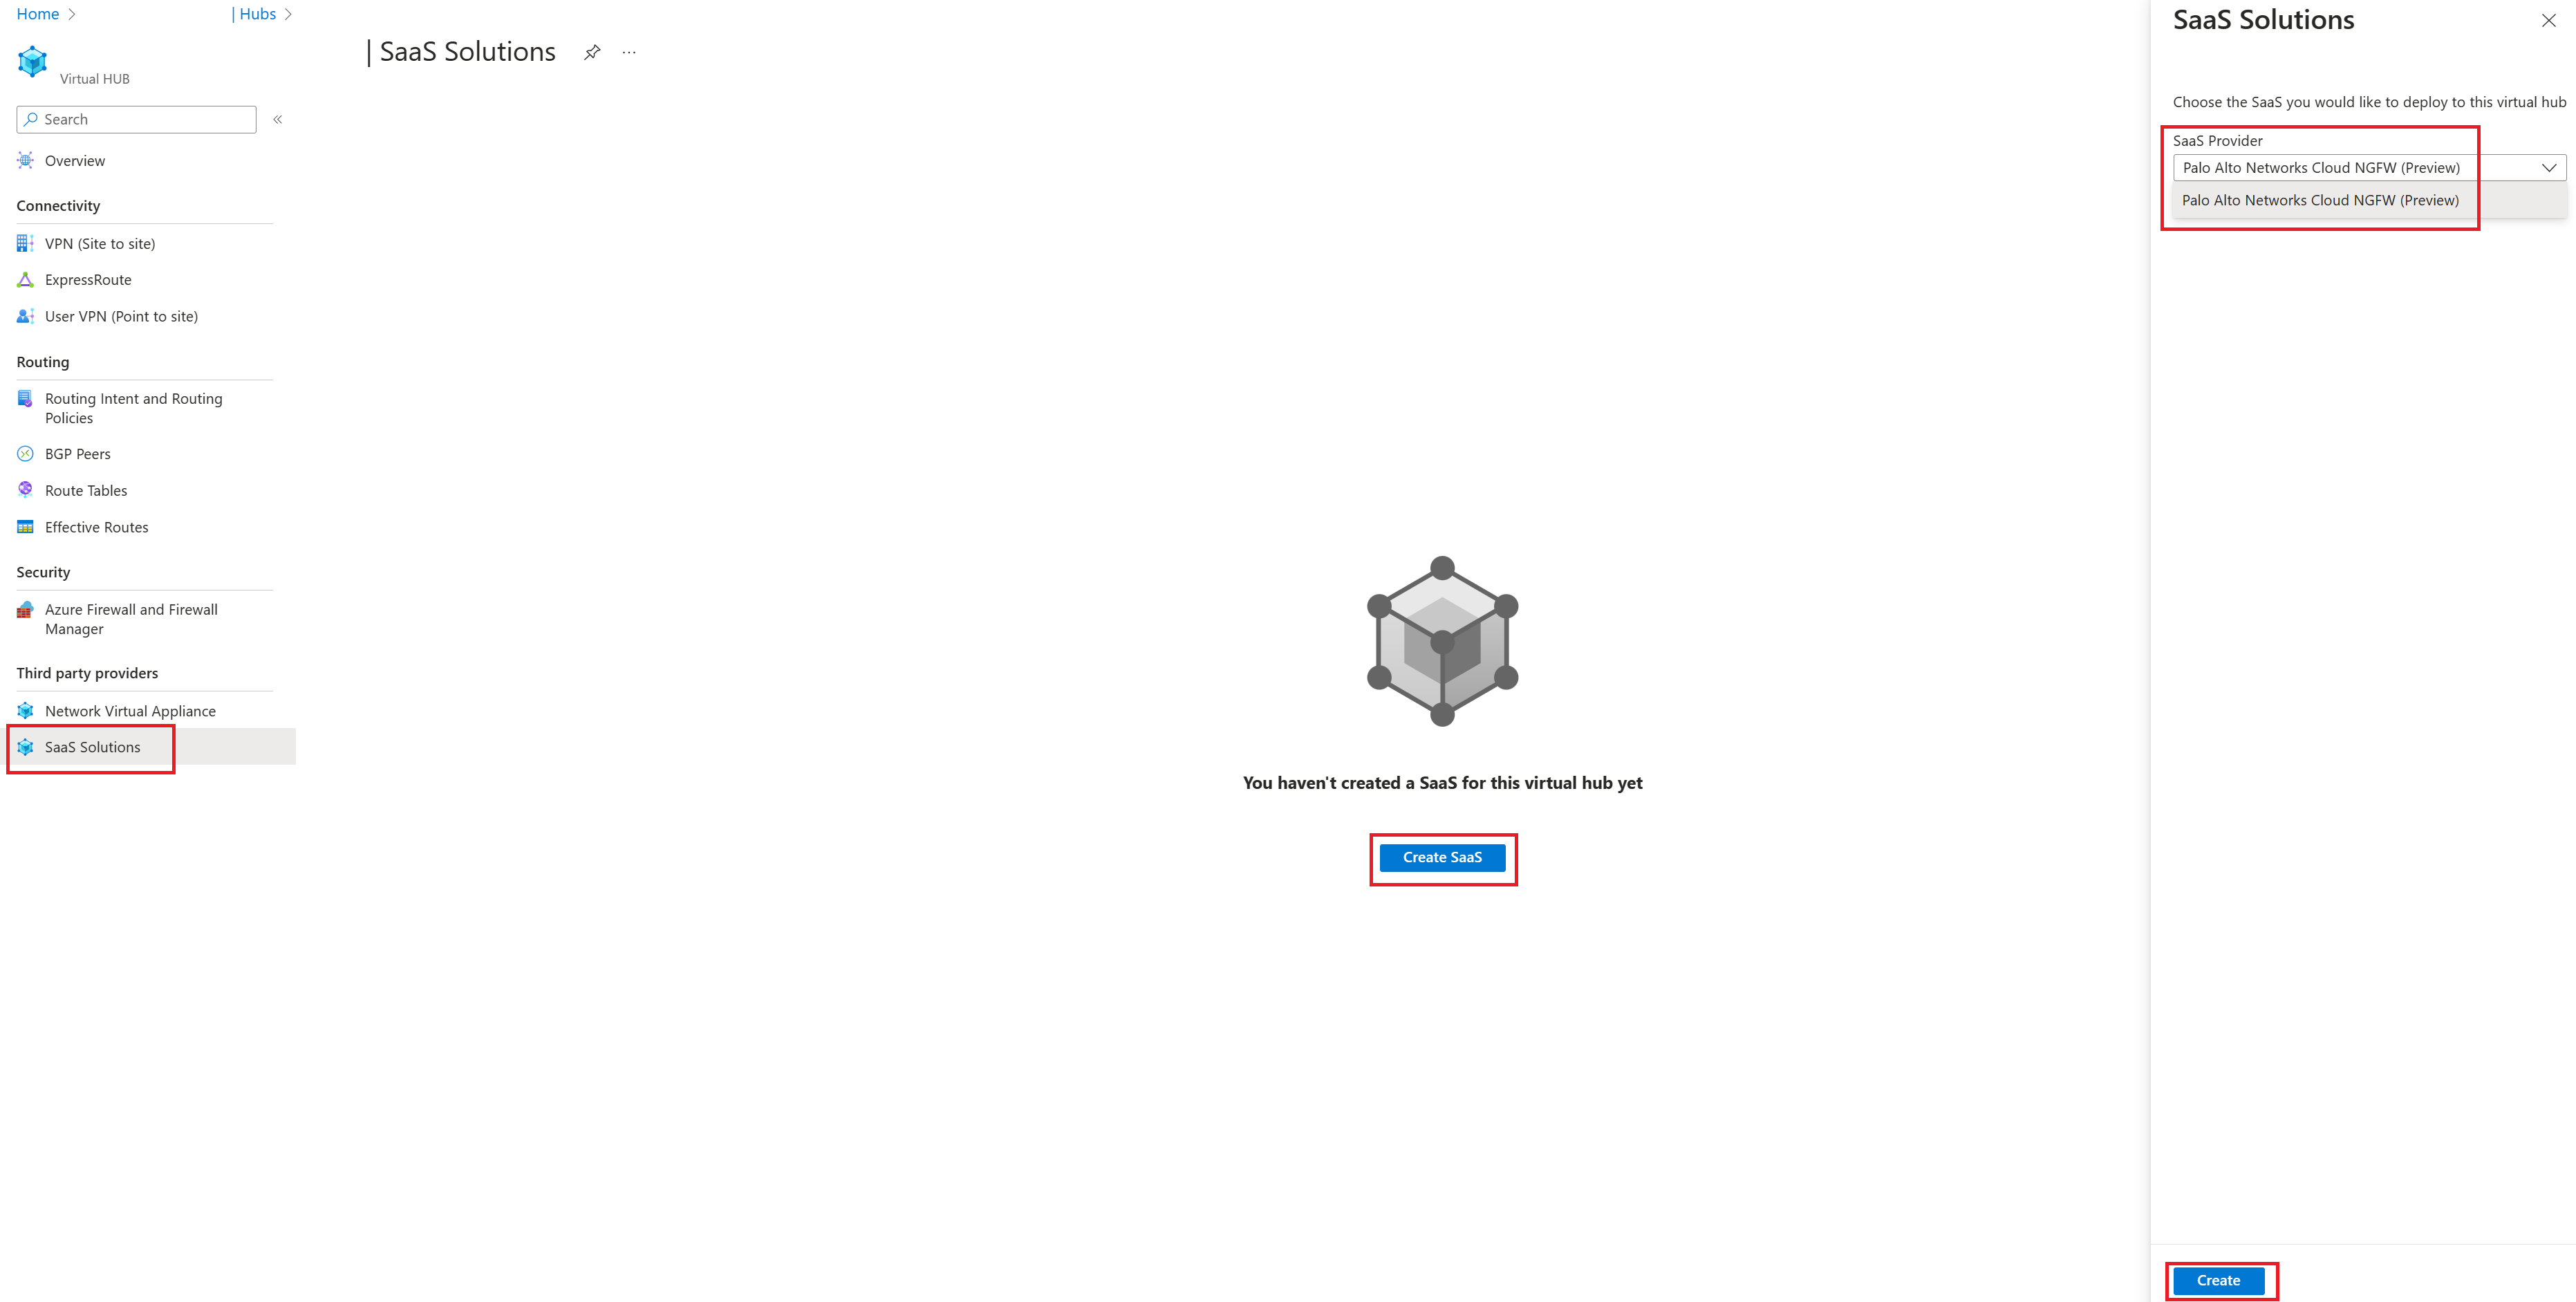 Home
| Hubs
Virtual HUB
| SaaS Solutions
Search
Overview
Connectivity
VPN (Site to site)
ExpressRoute
User VPN (Point to site)
Routing
Routing Intent and Routing
Policies
BGP Peers
Route Tables
Effective Routes
Security
Azure Firewall and Firewall
Manager
Third party providers
Network Virtual Appliance
SaaS Solutions
You haven't created a SaaS for this virtual hub yet
Create SaaS
SaaS Solutions
Choose the SaaS you would like to deploy to this virtual hub
SaaS Provider
Palo Alto Networks Cloud NGFW (Preview)
Palo Alto Networks Cloud NGFW (Preview)
Create